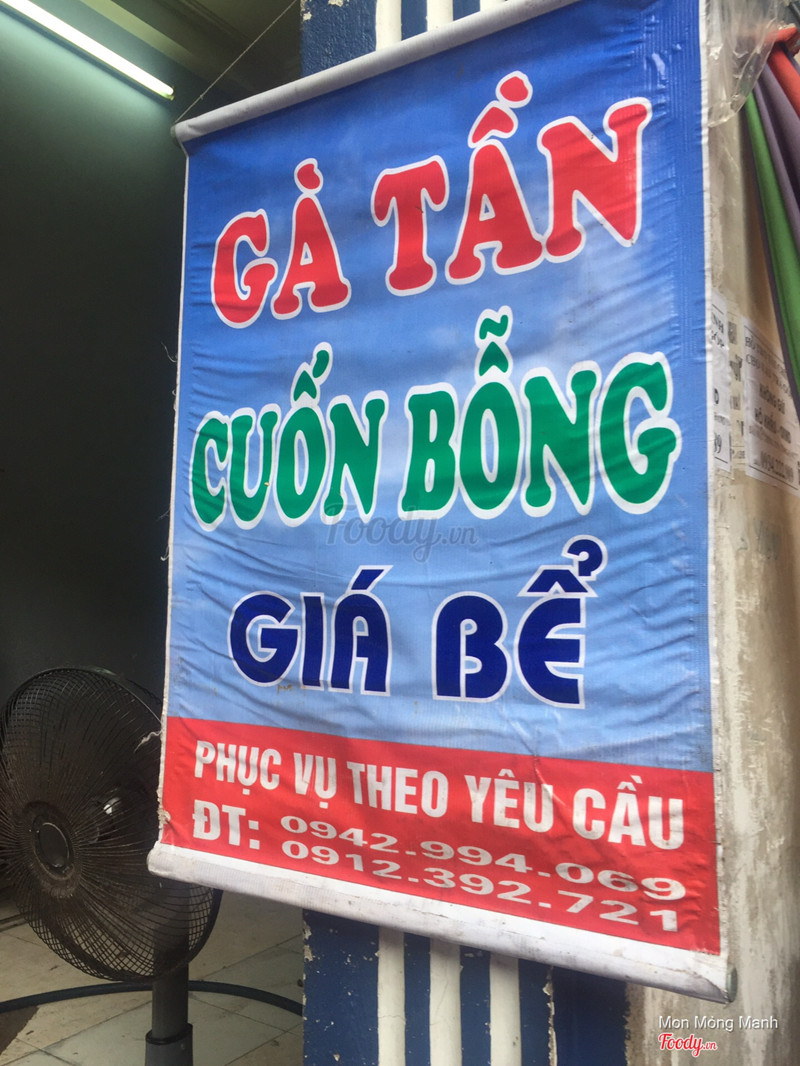 GÀ TẦN
CUỐN BỖNG
GIÁ BỂ
PHỤC VỤ THEO YÊU CẦU
ĐT: 0942.994.069
0912.392.721
Foody.vn
Mon Mỏng Manh
Foody.vn